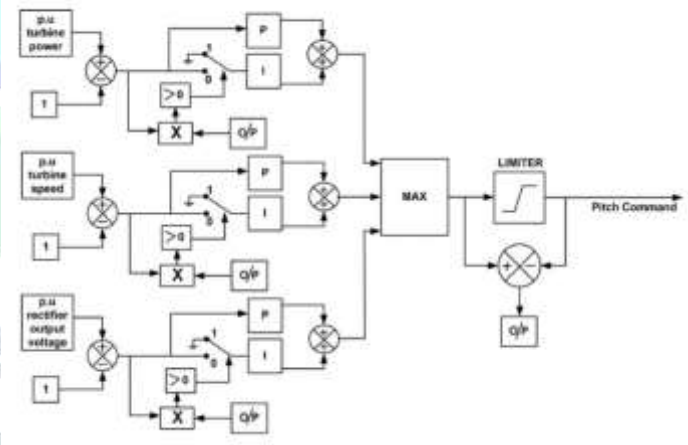 p.u
turbine
power
1
+
−
1
0
>0
X
P
I
+
+
O/P
p.u
turbine
speed
1
+
−
1
0
>0
X
P
I
+
+
O/P
p.u
rectifier
output
voltage
1
+
−
1
0
>0
X
P
I
+
+
O/P
MAX
LIMITER
Pitch Command
+
−
O/P